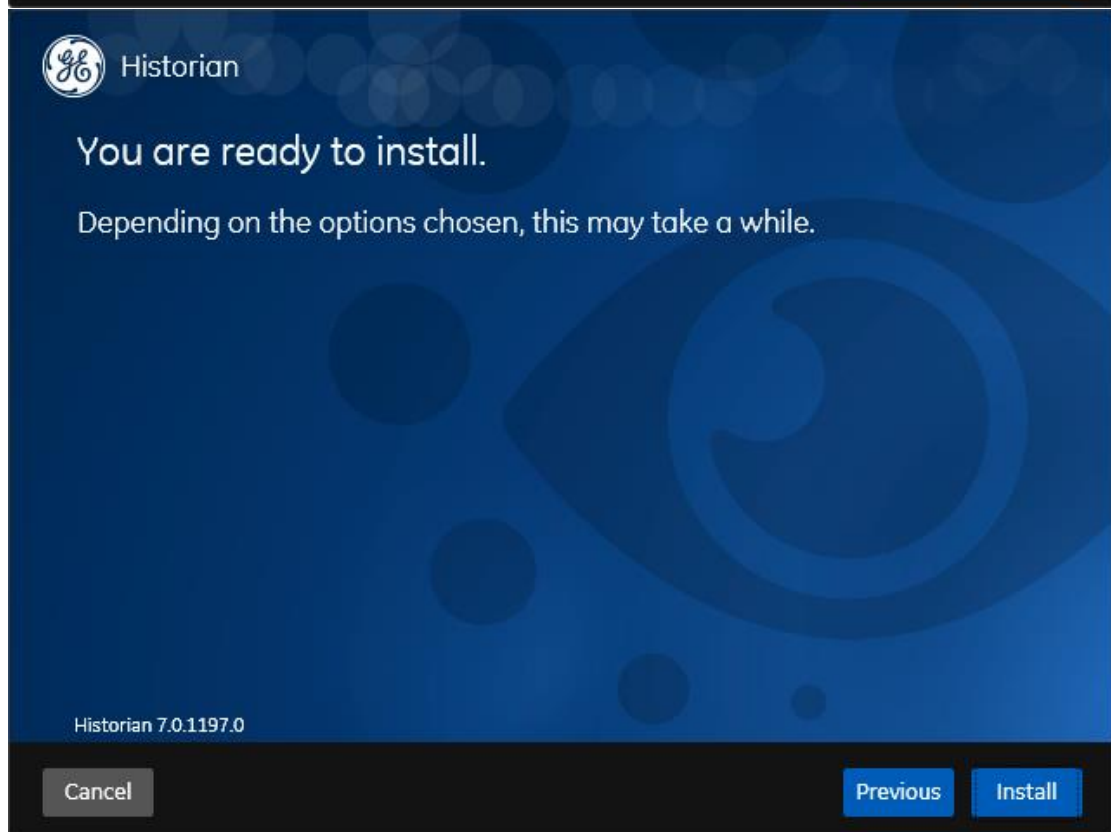 GE Historian
You are ready to install.
Depending on the options chosen, this may take a while.
Historian 7.0.1197.0
Cancel
Previous Install